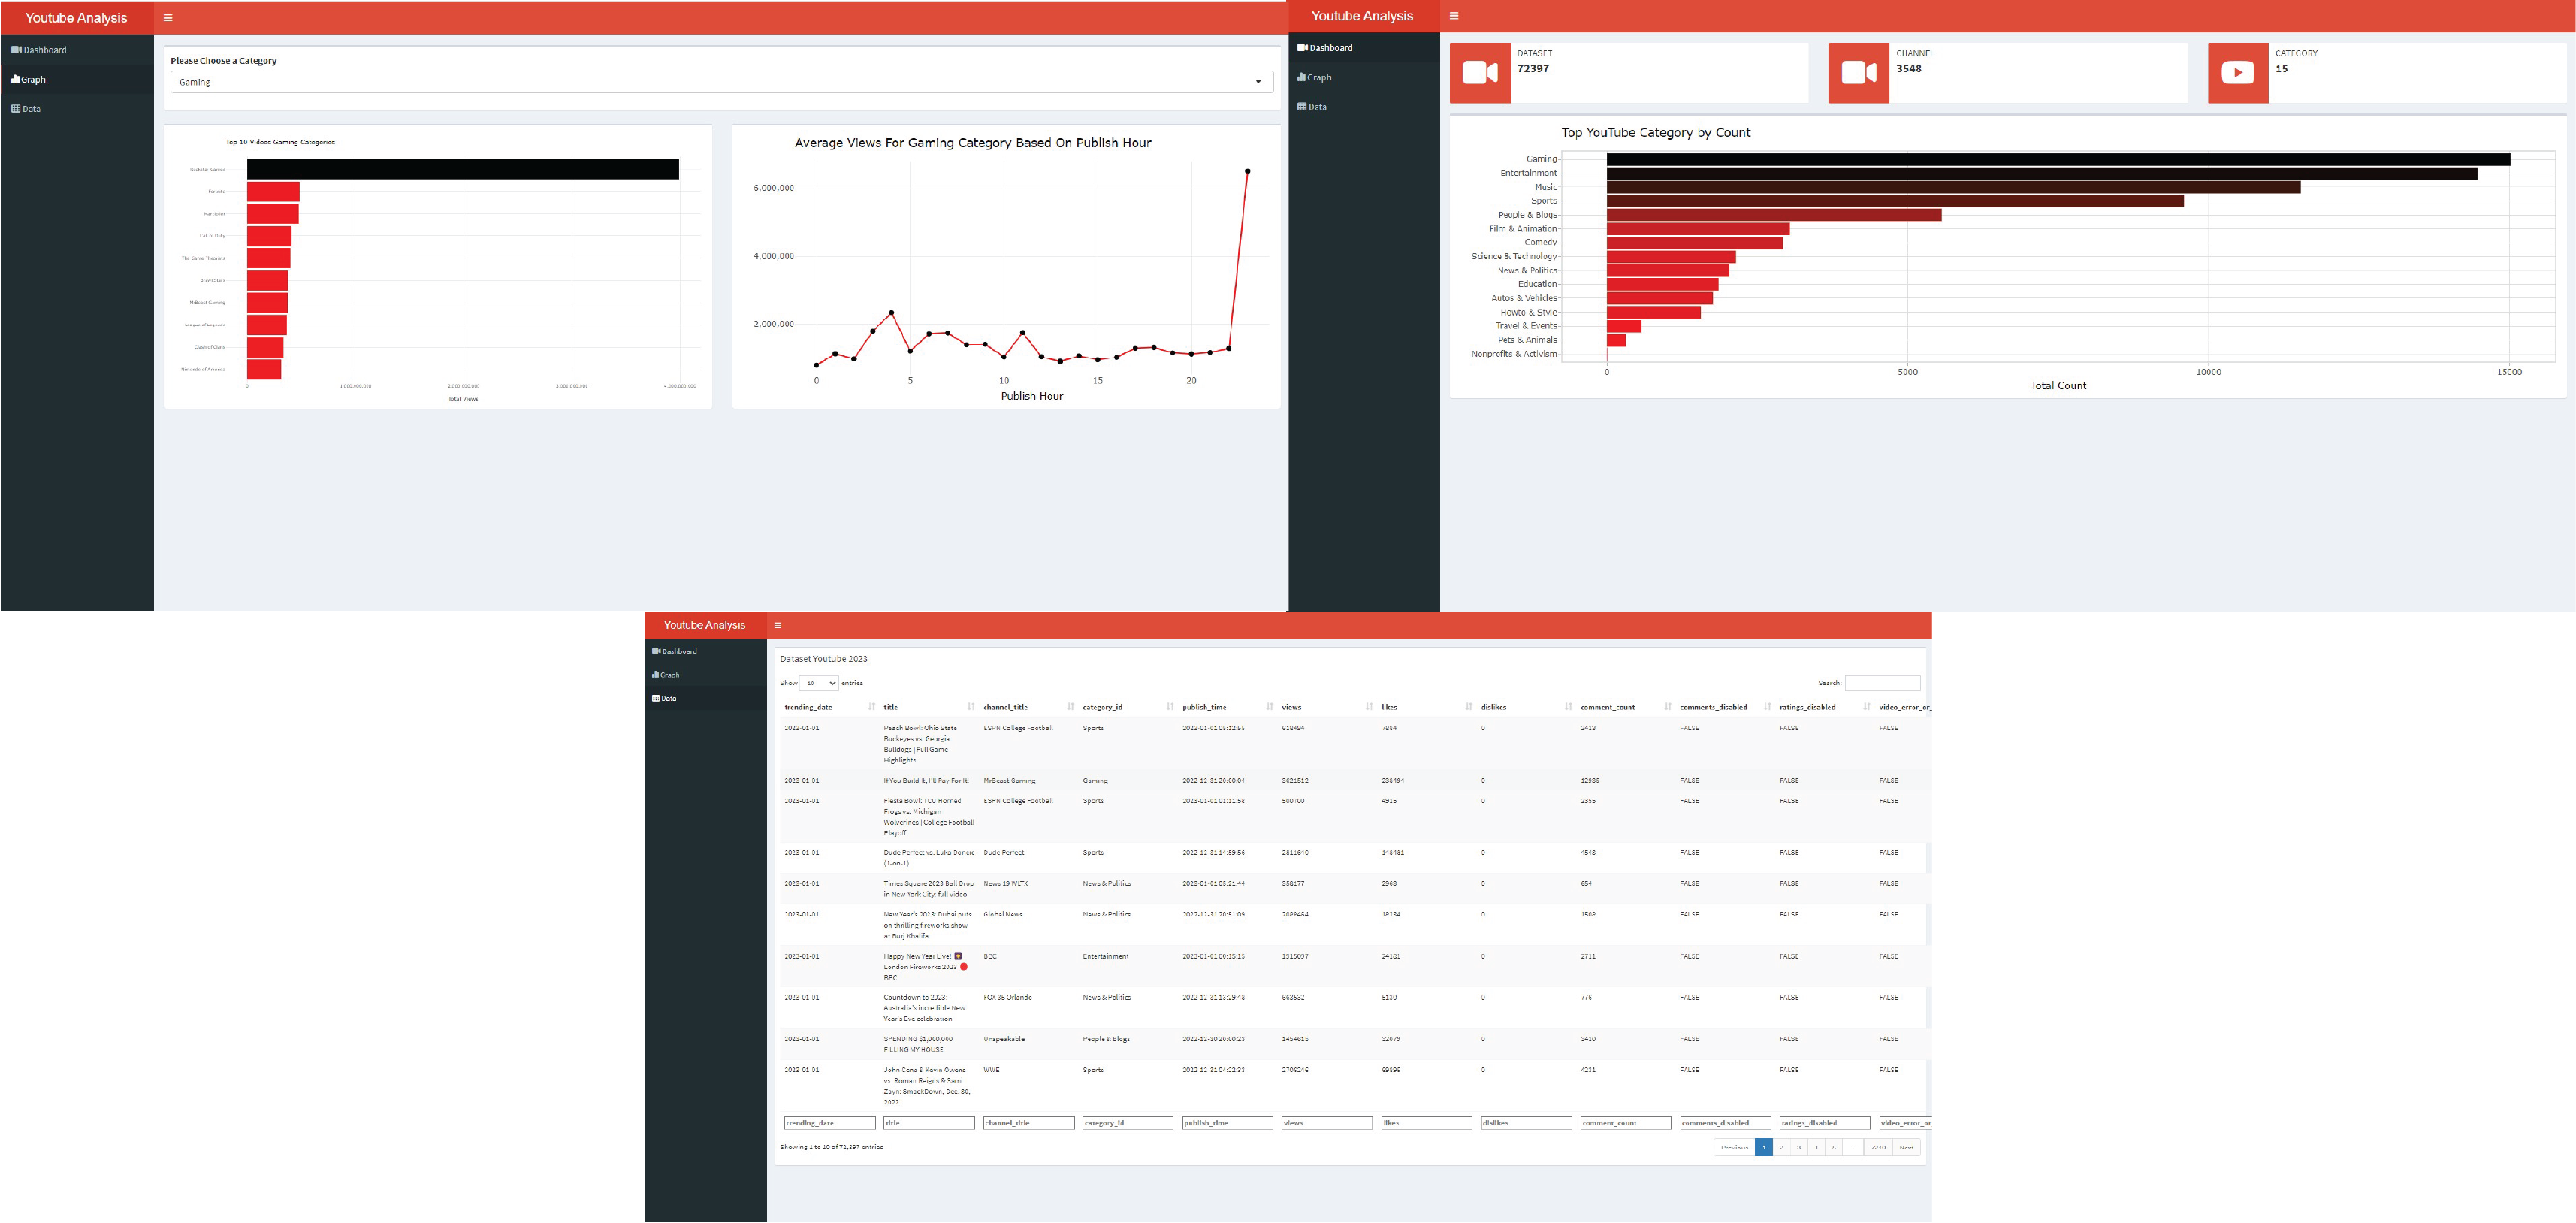 Youtube Analysis
Dashboard
Graph
Data
Please Choose a Category
Gaming
Top 10 Videos Gaming Categories
Fortnite
Call of Duty
The Game Theorists
MrBeast Gaming
League of Legends
Clash of Clans
Nintendo of America
0 1,000,000,000 2,000,000,000 3,000,000,000 4,000,000,000
Total Views
Average Views For Gaming Category Based On Publish Hour
6,000,000
4,000,000
2,000,000
0 5 10 15 20
Publish Hour
Youtube Analysis
Dashboard
Graph
Data
DATASET
72397
CHANNEL
3548
CATEGORY
15
Top YouTube Category by Count
Gaming
Entertainment
Music
Sports
People & Blogs
Film & Animation
Comedy
Science & Technology
News & Politics
Education
Autos & Vehicles
Howto & Style
Travel & Events
Pets & Animals
Nonprofits & Activism
0 5000 10000 15000
Total Count
Youtube Analysis
Dashboard
Graph
Data
Dataset Youtube 2023
Show 10 entries
Search:
trending_date title channel_title category_id publish_time views likes dislikes comment_count comments_disabled ratings_disabled video_error_or_
2023-01-01 Peach Bowl: Ohio State ESPN College Football Sports 2023-01-01 05:12:55 618494 7884 0 2413 FALSE FALSE FALSE
Buckeyes vs. Georgia
Bulldogs | Full Game
Highlights
2023-01-01 If You Build It, I'll Pay For It! MrBeast Gaming Gaming 2022-12-31 20:00:04 3821512 238494 0 12935 FALSE FALSE FALSE
2023-01-01 Fiesta Bowl: TCU Horned ESPN College Football Sports 2023-01-01 01:11:58 500700 4915 0 2355 FALSE FALSE FALSE
Frogs vs. Michigan
Wolverines | College Football
Playoff
2023-01-01 Dude Perfect vs. Luka Doncic Dude Perfect Sports 2022-12-31 14:59:56 2811640 148481 0 4543 FALSE FALSE FALSE
(1-on-1)
2023-01-01 Times Square 2023 Ball Drop News 19 WLTX News & Politics 2023-01-01 05:21:44 358177 2963 0 654 FALSE FALSE FALSE
in New York City: full video
2023-01-01 New Year's 2023: Dubai puts Global News News & Politics 2022-12-31 20:51:09 2088464 18234 0 1508 FALSE FALSE FALSE
on thrilling fireworks show
at Burj Khalifa
2023-01-01 Happy New Year Live! 🎆 BBC Entertainment 2023-01-01 00:15:15 1915097 24181 0 2711 FALSE FALSE FALSE
London Fireworks 2023 🔴
BBC
2023-01-01 Countdown to 2023: FOX 35 Orlando News & Politics 2022-12-31 13:29:48 663532 5130 0 776 FALSE FALSE FALSE
Australia's incredible New
Year's Eve celebration
2023-01-01 SPENDING $1,000,000 Unspeakable People & Blogs 2022-12-30 20:00:23 1454615 32079 0 3410 FALSE FALSE FALSE
FILLING MY HOUSE
2023-01-01 John Cena & Kevin Owens WWE Sports 2022-12-31 04:22:33 2706246 69895 0 4231 FALSE FALSE FALSE
vs. Roman Reigns & Sami
Zayn: SmackDown, Dec. 30,
2022
trending_date title channel_title category_id publish_time views likes dislikes comment_count comments_disabled ratings_disabled video_error_or
Showing 1 to 10 of 72,397 entries
Previous 1 2 3 4 5 ... 7240 Next